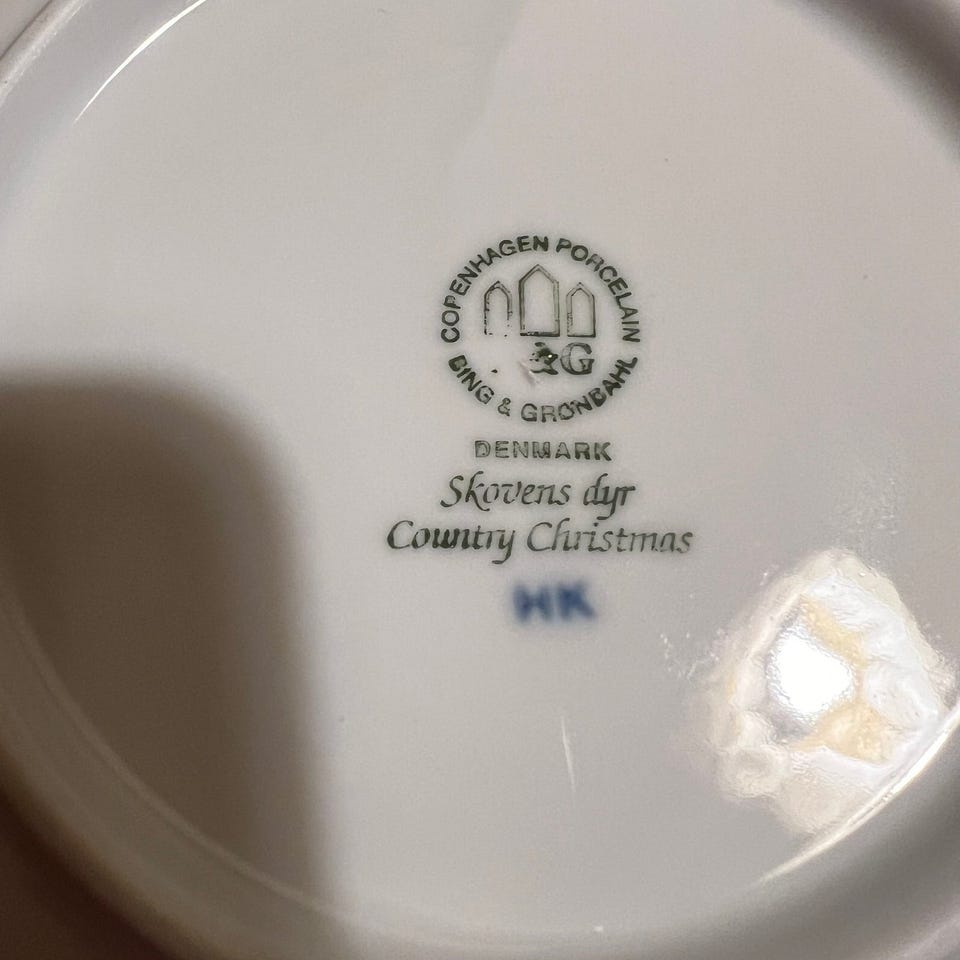 COPENHAGEN PORCELAIN
&G
BING & GRØNDAHL
DENMARK
Skovens dyr
Country Christmas
HK